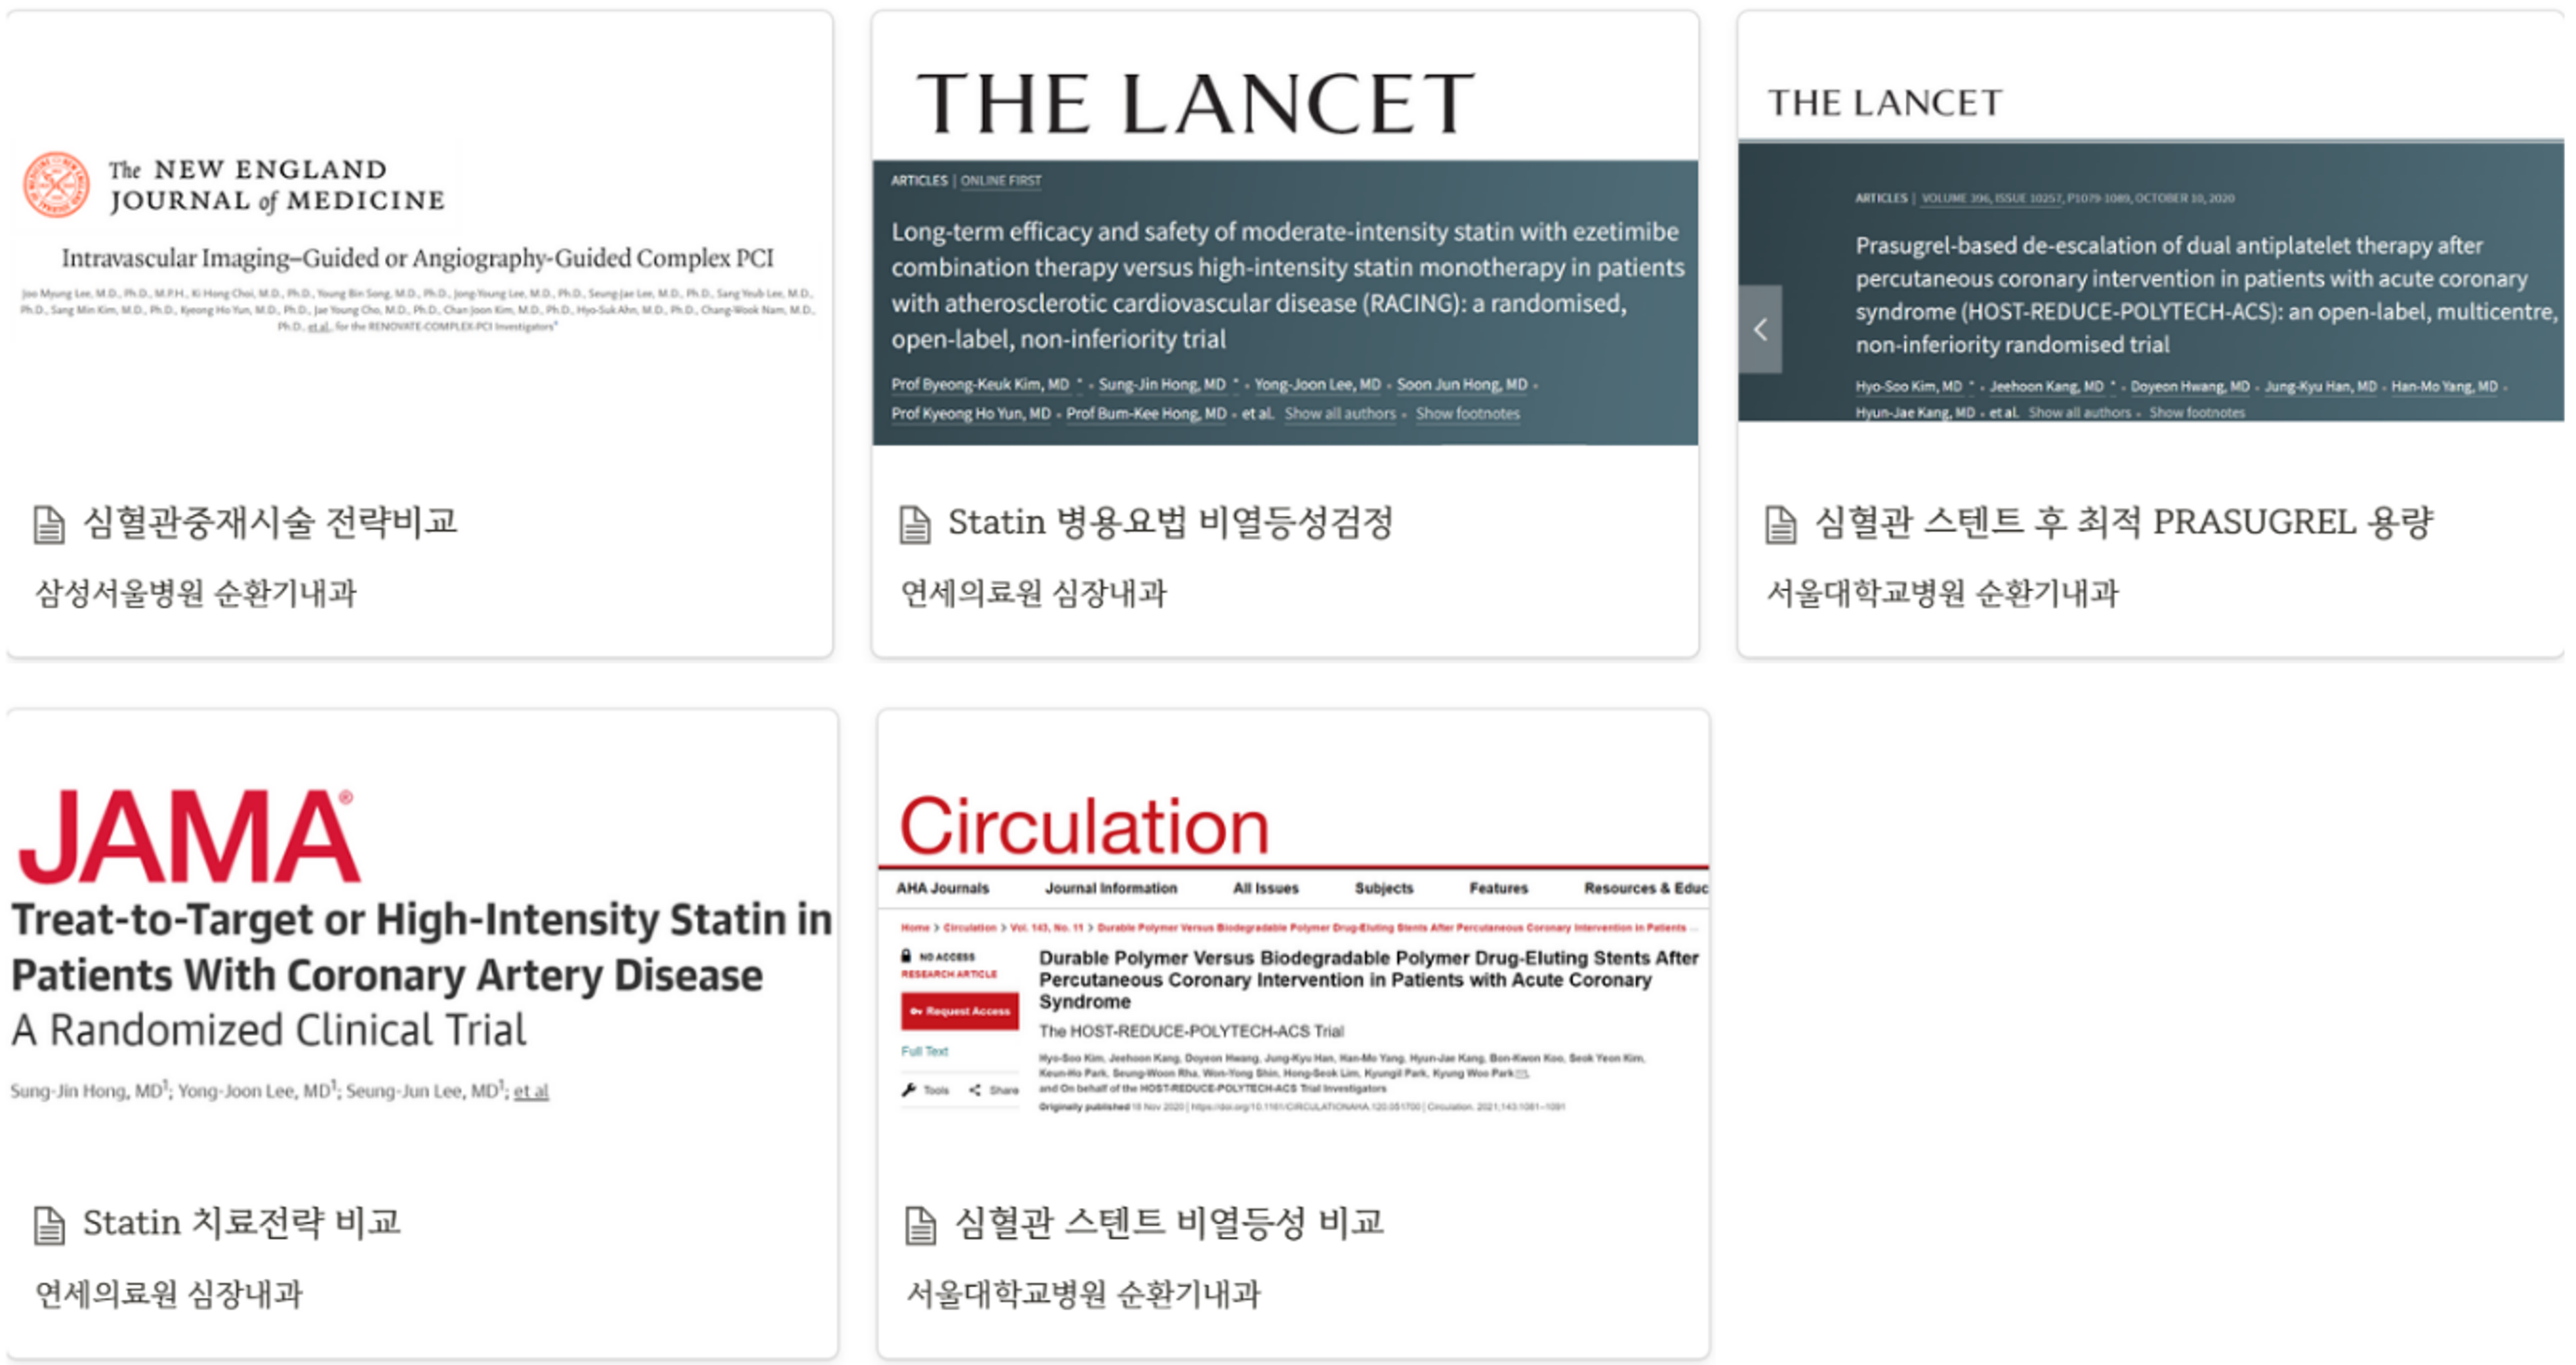 The NEW ENGLAND
JOURNAL of MEDICINE
Intravascular Imaging–Guided or Angiography-Guided Complex PCI
Joo Myung Lee, M.D., Ph.D., M.P.H., Ki Hong Choi, M.D., Ph.D., Young Bin Song, M.D., Ph.D., Jong-Young Lee, M.D., Ph.D., Seung-Jae Lee, M.D., Ph.D., Sang Yeub Lee, M.D.,
Ph.D., Sang Min Kim, M.D., Ph.D., Kyeong Ho Yun, M.D., Ph.D., Jae Young Cho, M.D., Ph.D., Chan Joon Kim, M.D., Ph.D., Hyo-Suk Ahn, M.D., Ph.D., Chang-Wook Nam, M.D.,
Ph.D., et al., for the RENOVATE-COMPLEX-PCI Investigators*
심혈관중재시술 전략비교
삼성서울병원 순환기내과
THE LANCET
ARTICLES | ONLINE FIRST
Long-term efficacy and safety of moderate-intensity statin with ezetimibe
combination therapy versus high-intensity statin monotherapy in patients
with atherosclerotic cardiovascular disease (RACING): a randomised,
open-label, non-inferiority trial
Prof Byeong-Keuk Kim, MD * • Sung-Jin Hong, MD * • Yong-Joon Lee, MD • Soon Jun Hong, MD •
Prof Kyeong Ho Yun, MD • Prof Bum-Kee Hong, MD • et al. Show all authors • Show footnotes
Statin 병용요법 비열등성검정
연세의료원 심장내과
THE LANCET
ARTICLES | VOLUME 396, ISSUE 10257, P1079-1089, OCTOBER 10, 2020
Prasugrel-based de-escalation of dual antiplatelet therapy after
percutaneous coronary intervention in patients with acute coronary
syndrome (HOST-REDUCE-POLYTECH-ACS): an open-label, multicentre,
non-inferiority randomised trial
Hyo-Soo Kim, MD * • Jeehoon Kang, MD * • Doyeon Hwang, MD • Jung-Kyu Han, MD • Han-Mo Yang, MD •
Hyun-Jae Kang, MD • et al. Show all authors • Show footnotes
심혈관 스텐트 후 최적 PRASUGREL 용량
서울대학교병원 순환기내과
JAMA®
Treat-to-Target or High-Intensity Statin in
Patients With Coronary Artery Disease
A Randomized Clinical Trial
Sung-Jin Hong, MD1; Yong-Joon Lee, MD1; Seung-Jun Lee, MD1; et al
Statin 치료전략 비교
연세의료원 심장내과
Circulation
AHA Journals Journal Information All Issues Subjects Features Resources & Educ
Home > Circulation > Vol. 143, No. 11 > Durable Polymer Versus Biodegradable Polymer Drug-Eluting Stents After Percutaneous Coronary Intervention in Patients ...
NO ACCESS
RESEARCH ARTICLE
Request Access
Full Text
Tools Share
Durable Polymer Versus Biodegradable Polymer Drug-Eluting Stents After
Percutaneous Coronary Intervention in Patients with Acute Coronary
Syndrome
The HOST-REDUCE-POLYTECH-ACS Trial
Hyo-Soo Kim, Jeehoon Kang, Doyeon Hwang, Jung-Kyu Han, Han-Mo Yang, Hyun-Jae Kang, Bon-Kwon Koo, Seok Yeon Kim,
Keun-Ho Park, Seung-Woon Rha, Won-Yong Shin, Hong-Seok Lim, Kyungil Park, Kyung Woo Park,
and On behalf of the HOST-REDUCE-POLYTECH-ACS Trial Investigators
Originally published 18 Nov 2020 | https://doi.org/10.1161/CIRCULATIONAHA.120.051700 | Circulation. 2021;143:1081–1091
심혈관 스텐트 비열등성 비교
서울대학교병원 순환기내과